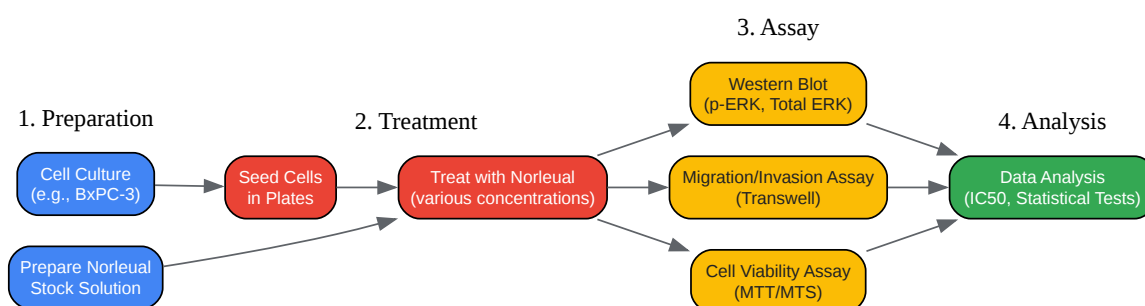 1. Preparation
Cell Culture
(e.g., BxPC-3)
Prepare Norleual
Stock Solution
2. Treatment
Seed Cells
in Plates
Treat with Norleual
(various concentrations)
3. Assay
Western Blot
(p-ERK, Total ERK)
Migration/Invasion Assay
(Transwell)
Cell Viability Assay
(MTT/MTS)
4. Analysis
Data Analysis
(IC50, Statistical Tests)